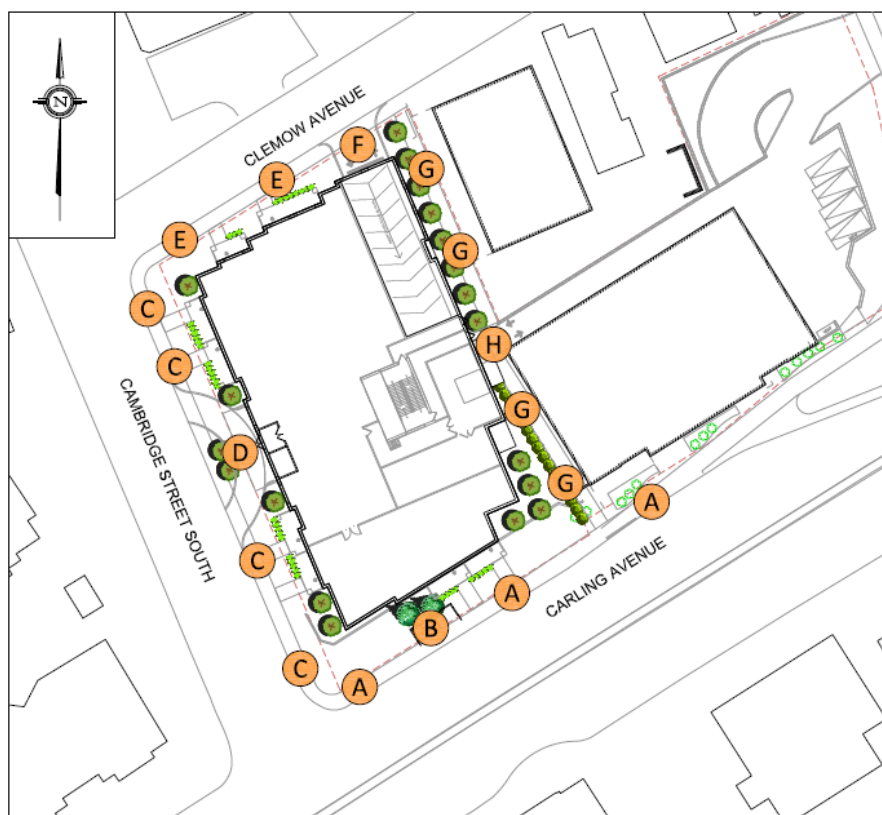 N
CLEMOW AVENUE
F
G
E
E
G
C
H
C
CAMBRIDGE STREET SOUTH
G
D
G
A
C
A
CARLING AVENUE
B
C
A